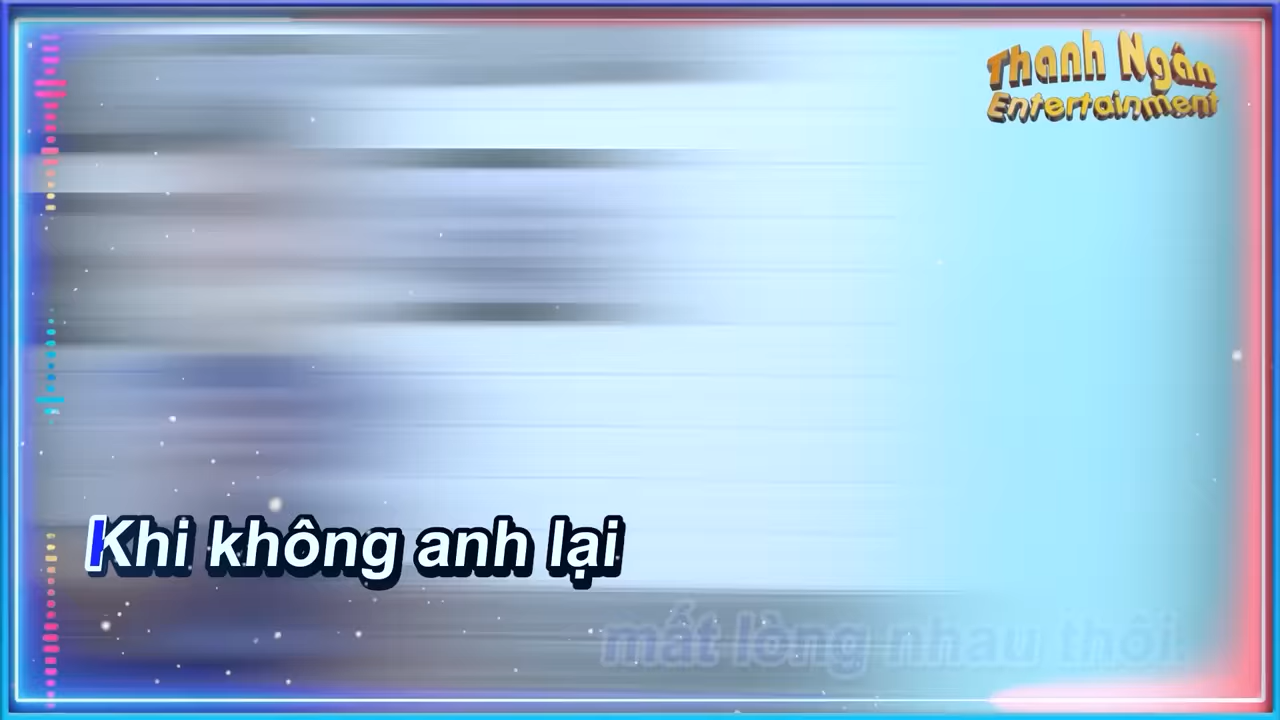 Thanh Ngân
Entertainment
Khi không anh lại
mất lòng nhau thôi.